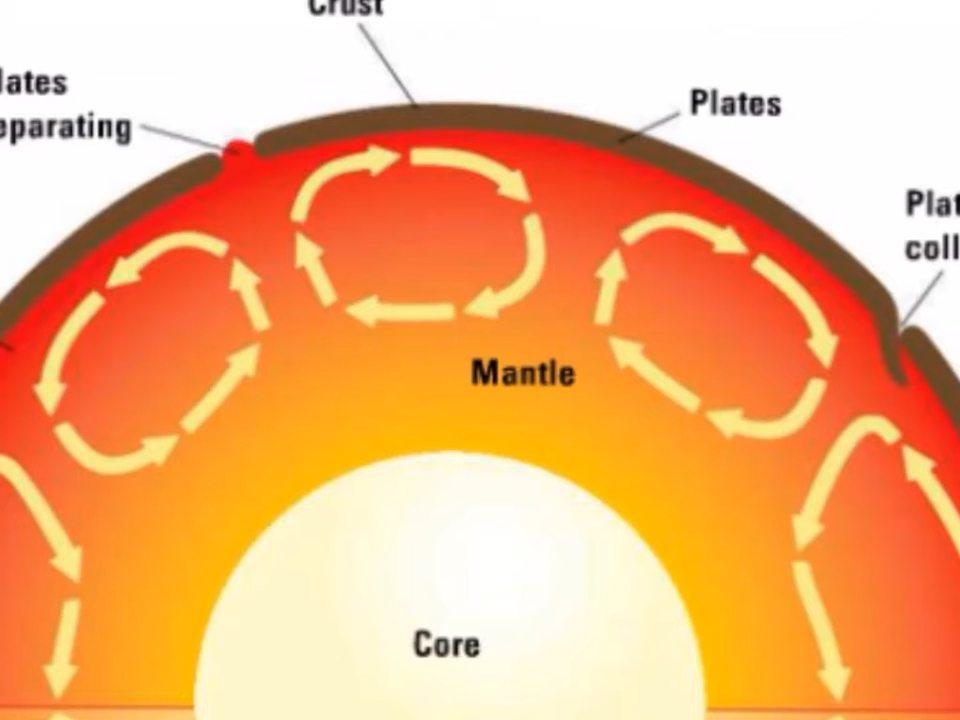 Crust
lates
eparating
Plates
Plat
coll
Mantle
Core